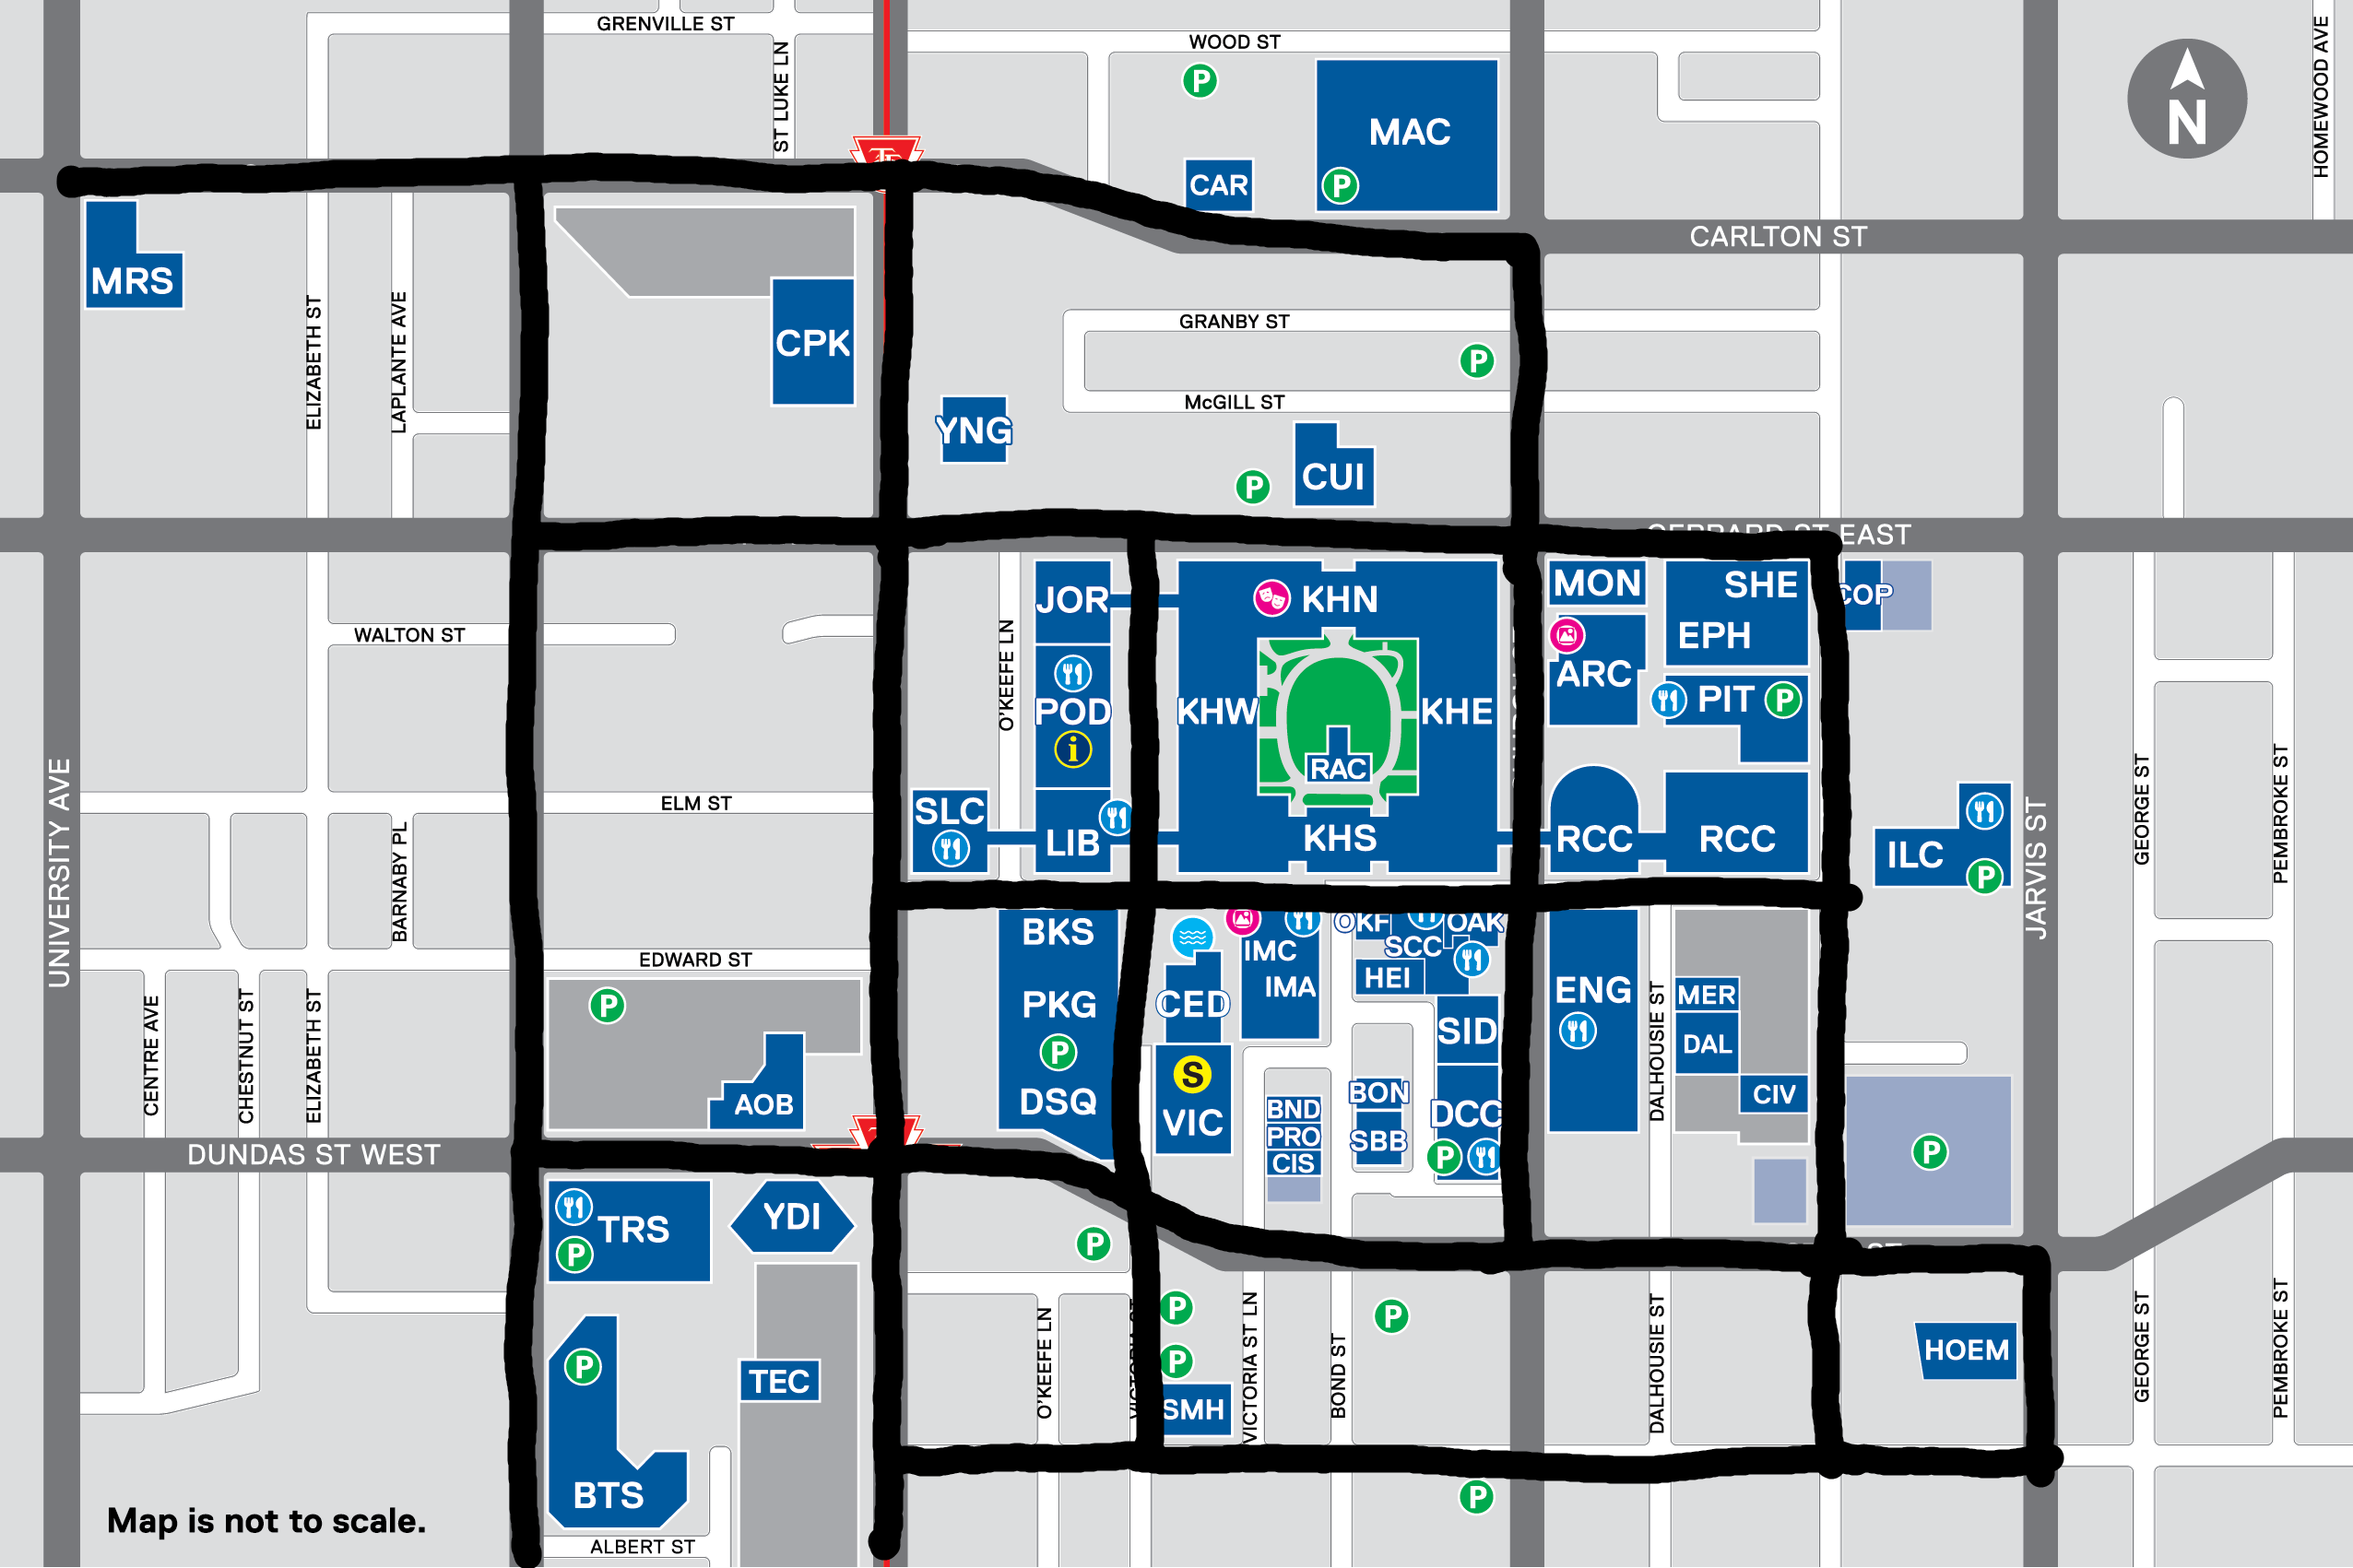 GRENVILLE ST
WOOD ST
ST LUKE LN
HOMEWOOD AVE
N
P
MAC
CAR
P
CARLTON ST
MRS
ELIZABETH ST
LAPLANTE AVE
CPK
GRANBY ST
P
McGILL ST
YNG
CUI
P
ST EAST
JOR
KHN
MON
SHE
COP
EPH
WALTON ST
O'KEEFE LN
ARC
POD
i
KHW
KHE
PIT P
RAC
UNIVERSITY AVE
ELM ST
SLC
LIB
KHS
RCC
RCC
ILC
P
JARVIS ST
GEORGE ST
PEMBROKE ST
BARNABY PL
EDWARD ST
BKS
IMC
OKF
OAK
SCC
HEI
IMA
P
PKG
P
DSQ
CED
SID
ENG
MER
DAL
CIV
DALHOUSIE ST
CENTRE AVE
CHESTNUT ST
ELIZABETH ST
AOB
S
VIC
BND
PRO
CIS
BON
SBB
DCC
P
P
DUNDAS ST WEST
TRS
P
YDI
P
P
P
P
TEC
SMH
O'KEEFE LN
VICTORIA ST LN
BOND ST
DALHOUSIE ST
HOEM
GEORGE ST
PEMBROKE ST
P
BTS
P
Map is not to scale.
ALBERT ST